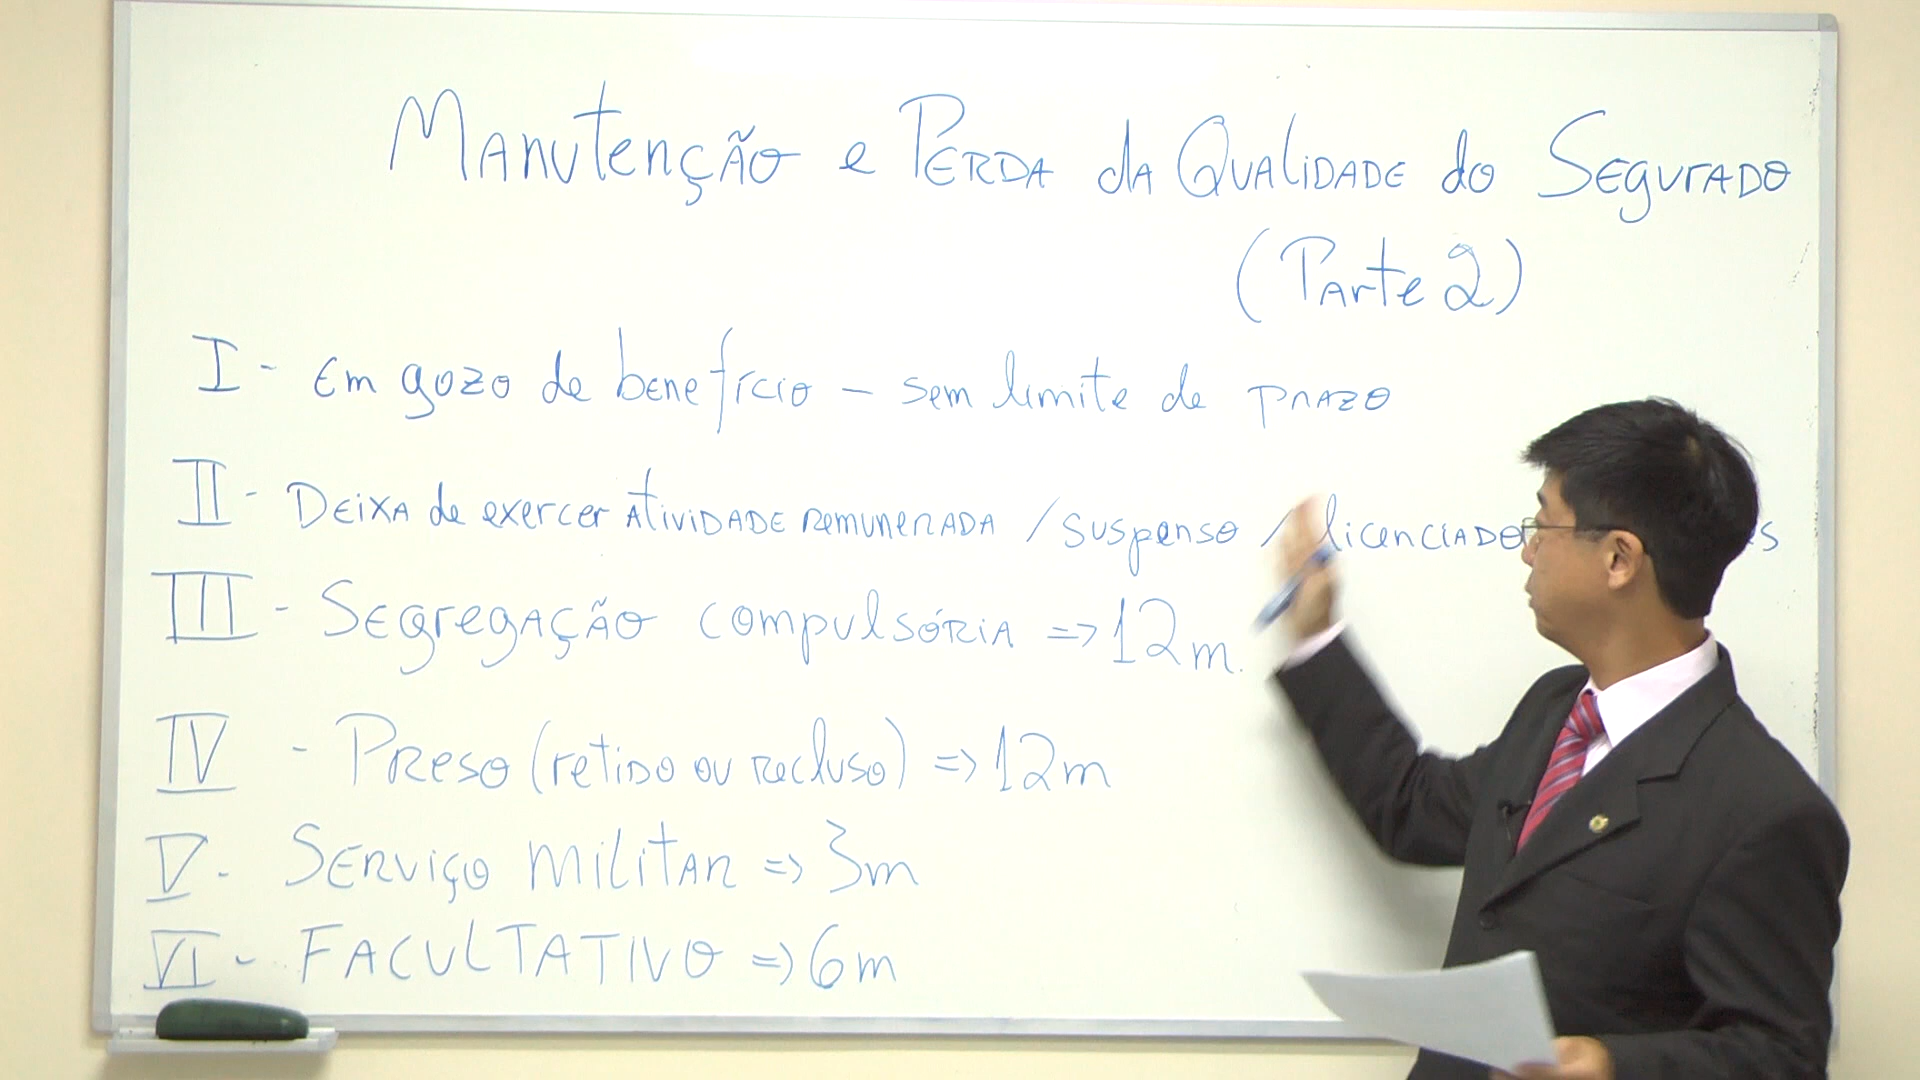 Manutenção e Perda da Qualidade do Segurado
(Parte 2)
I - Em gozo de benefício - sem limite de prazo
II - Deixa de exercer atividade remunerada / suspenso / licenciado
III - Segregação compulsória => 12m.
IV - Preso (retido ou recluso) => 12m
V - Serviço militar => 3m
VI - FACULTATIVO => 6m